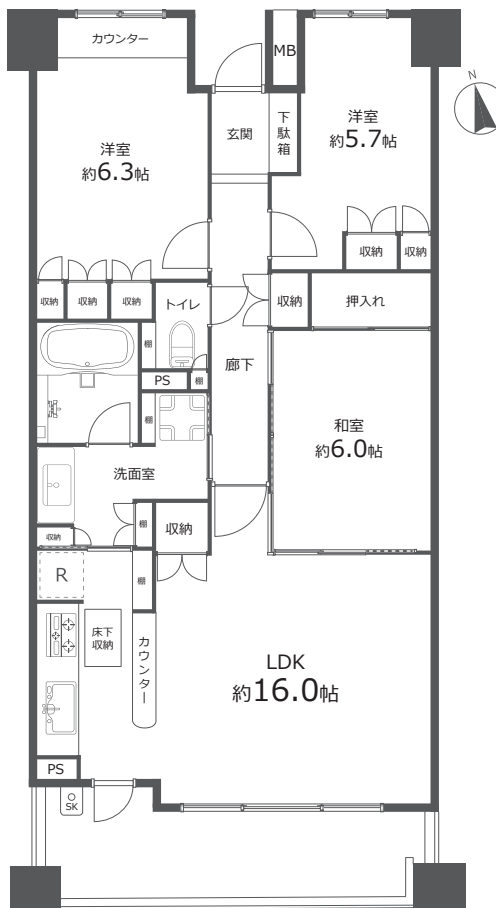 カウンター
MB
N
玄関
下駄箱
洋室
約6.3帖
洋室
約5.7帖
収納
収納
収納
収納
収納
トイレ
収納
押入れ
棚
PS
棚
廊下
棚
和室
約6.0帖
洗面室
収納
棚
収納
R
棚
床下
収納
カウンター
LDK
約16.0帖
PS
SK